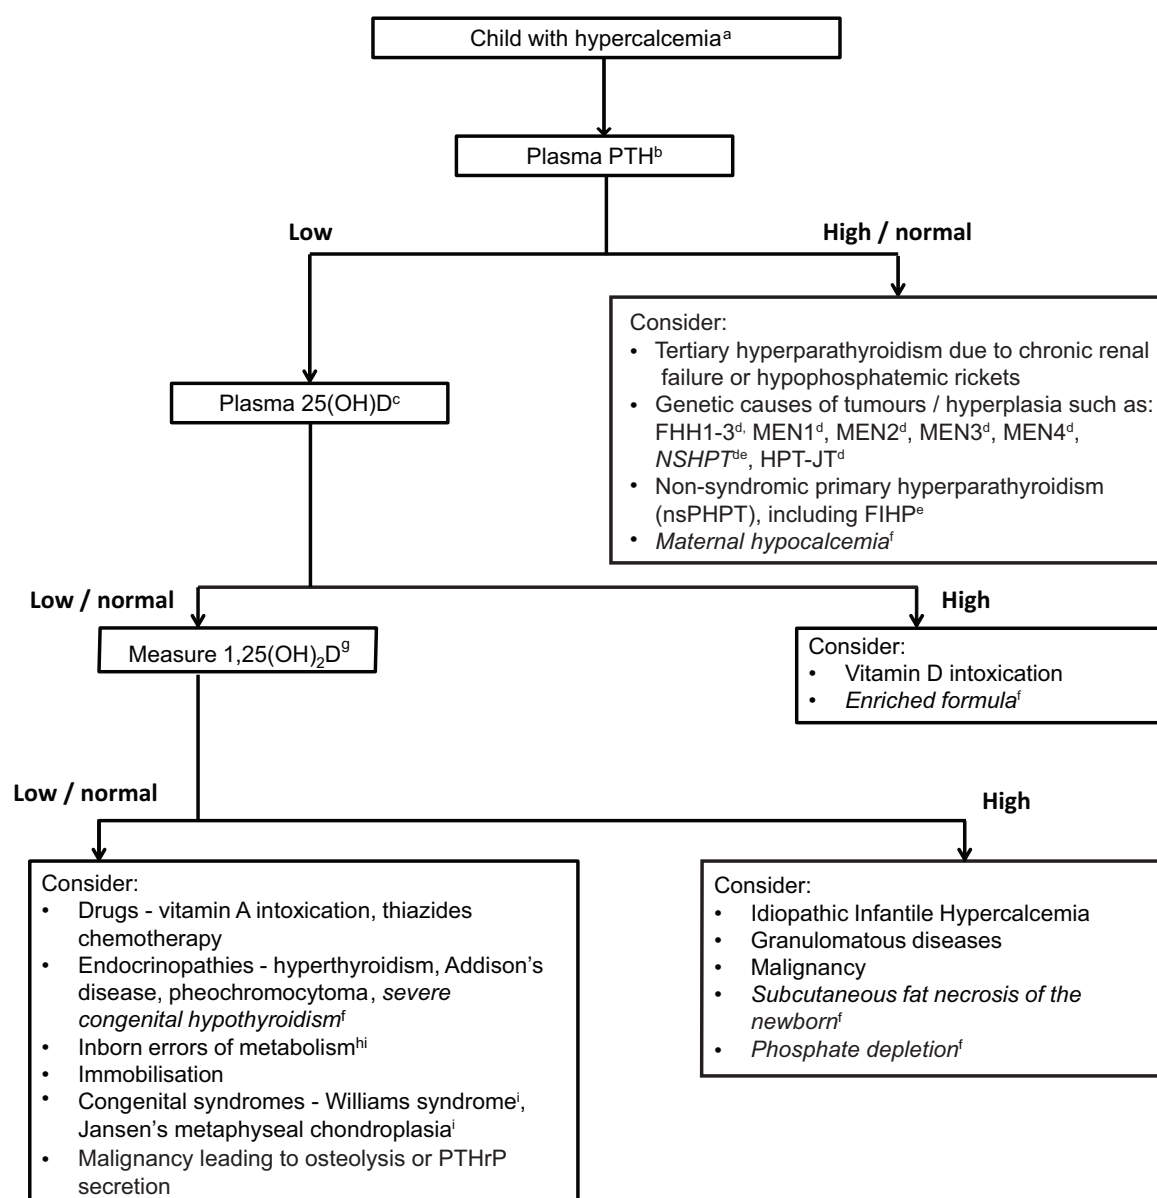 Child with hypercalcemiaᵃ
Plasma PTHᵇ
Low
High / normal
Consider:
• Tertiary hyperparathyroidism due to chronic renal
failure or hypophosphatemic rickets
• Genetic causes of tumours / hyperplasia such as:
FHH1-3ᵈ, MEN1ᵈ, MEN2ᵈ, MEN3ᵈ, MEN4ᵈ,
NSHPTᵈᵉ, HPT-JTᵈ
• Non-syndromic primary hyperparathyroidism
(nsPHPT), including FIHPᵉ
• Maternal hypocalcemiaᶠ
Plasma 25(OH)Dᶜ
Low / normal
High
Measure 1,25(OH)₂Dᵍ
Consider:
• Vitamin D intoxication
• Enriched formulaᶠ
Low / normal
High
Consider:
• Drugs - vitamin A intoxication, thiazides
chemotherapy
• Endocrinopathies - hyperthyroidism, Addison's
disease, pheochromocytoma, severe
congenital hypothyroidismᶠ
• Inborn errors of metabolismʰⁱ
• Immobilisation
• Congenital syndromes - Williams syndromeⁱ,
Jansen's metaphyseal chondroplasiaⁱ
• Malignancy leading to osteolysis or PTHrP
secretion
Consider:
• Idiopathic Infantile Hypercalcemia
• Granulomatous diseases
• Malignancy
• Subcutaneous fat necrosis of the
newbornᶠ
• Phosphate depletionᶠ